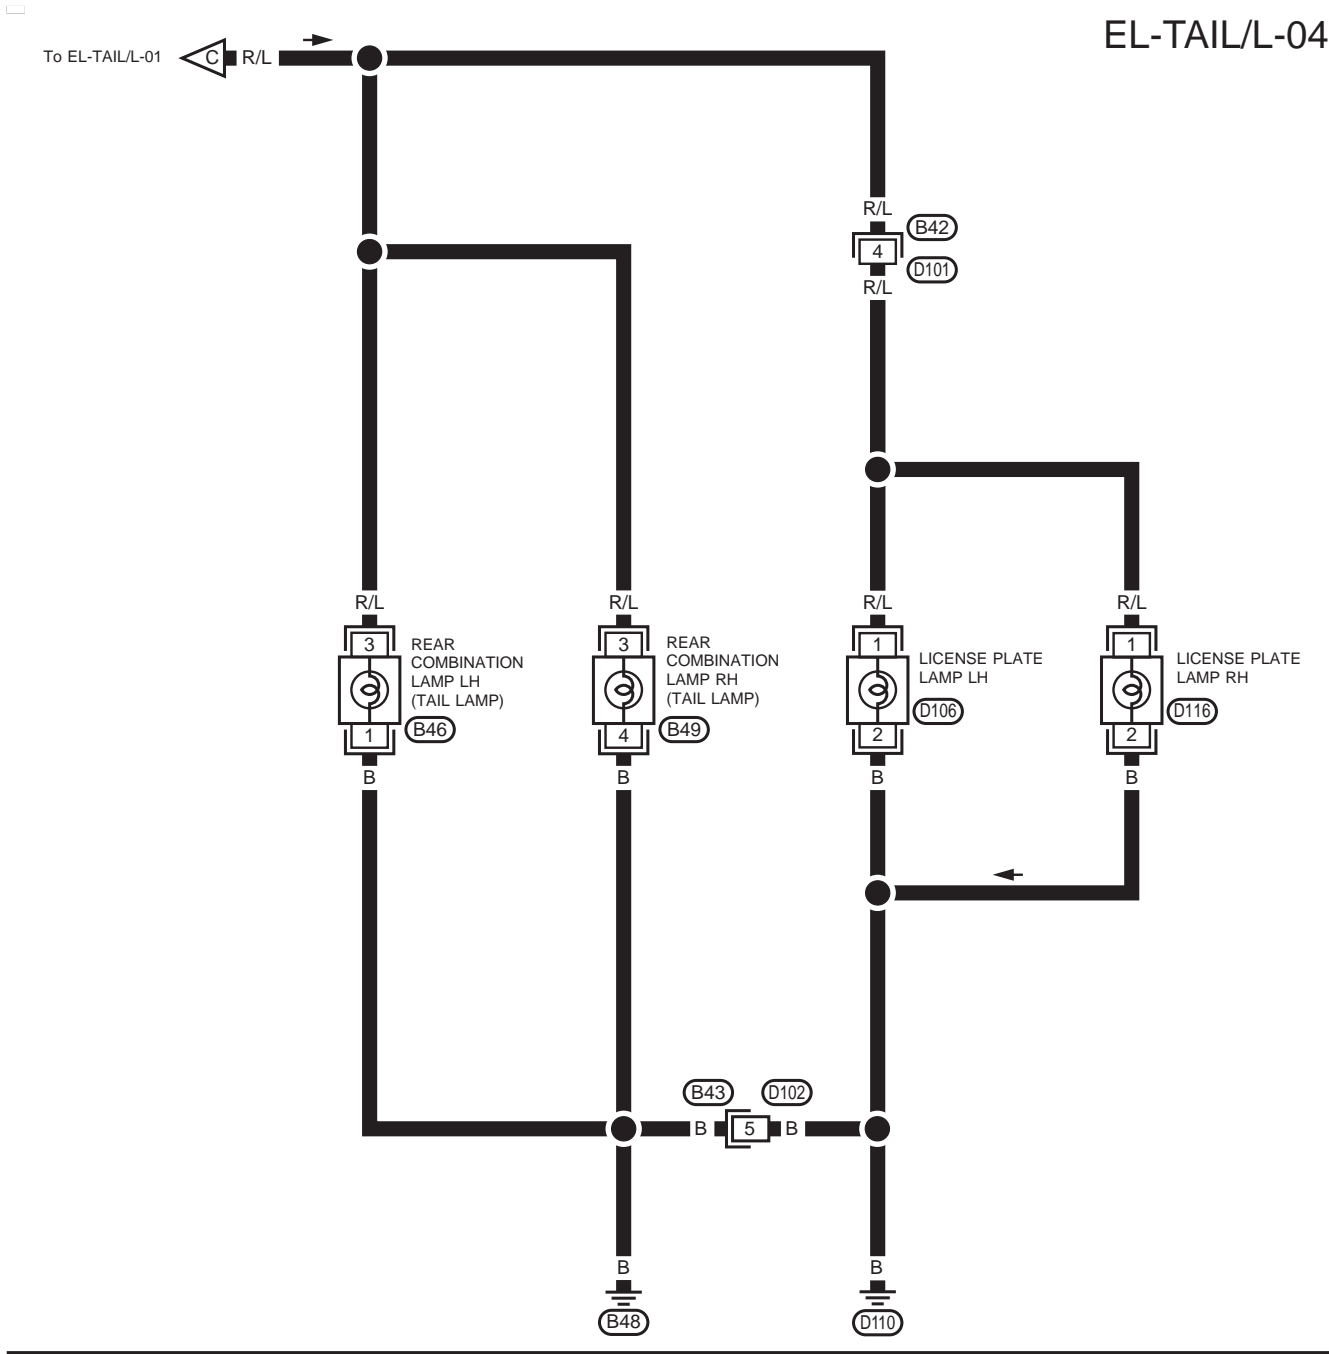 EL-TAIL/L-04
To EL-TAIL/L-01
C
R/L
R/L
B42
4
D101
R/L
R/L
R/L
R/L
R/L
3
REAR
COMBINATION
LAMP LH
(TAIL LAMP)
B46
1
B
3
REAR
COMBINATION
LAMP RH
(TAIL LAMP)
B49
4
B
1
LICENSE PLATE
LAMP LH
D106
2
B
1
LICENSE PLATE
LAMP RH
D116
2
B
B43
D102
B
5
B
B
B
B48
D110